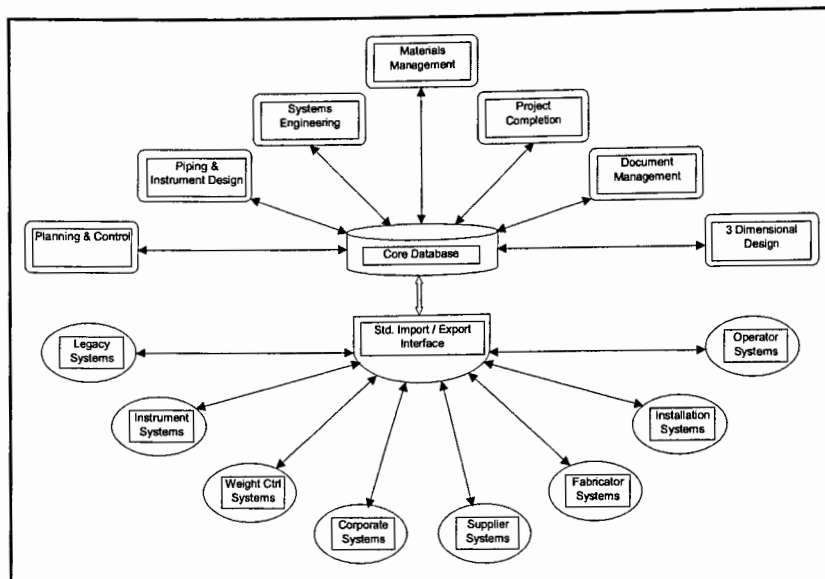 Materials
Management
Systems
Engineering
Project
Completion
Piping &
Instrument Design
Document
Management
Planning & Control
Core Database
3 Dimensional
Design
Std. Import / Export
Interface
Legacy
Systems
Operator
Systems
Instrument
Systems
Installation
Systems
Weight Ctrl
Systems
Fabricator
Systems
Corporate
Systems
Supplier
Systems